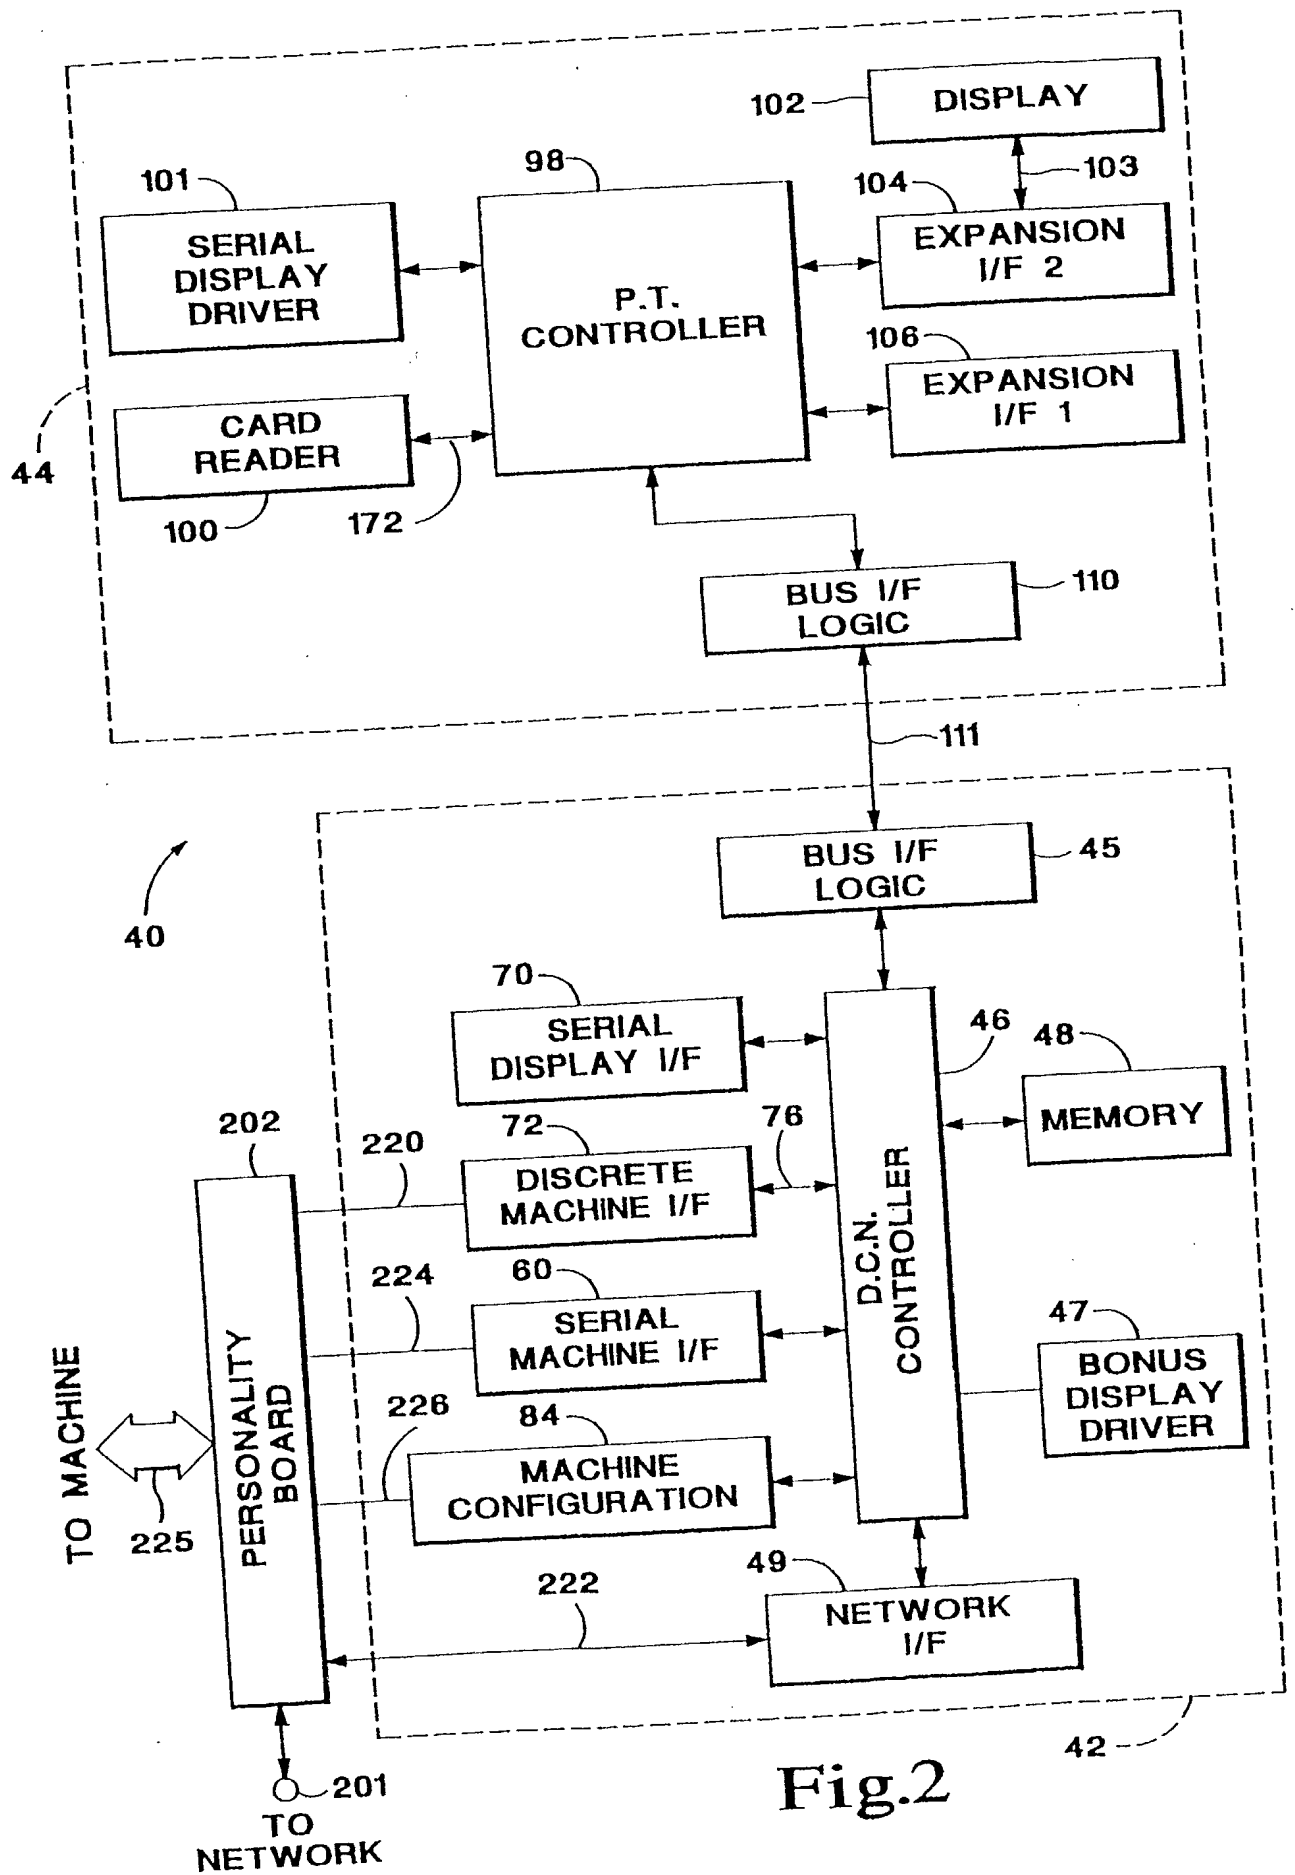 102
DISPLAY
103
98
101
SERIAL
DISPLAY
DRIVER
P.T.
CONTROLLER
104
EXPANSION
I/F 2
106
EXPANSION
I/F 1
44
CARD
READER
100
172
BUS I/F
LOGIC
110
111
40
BUS I/F
LOGIC
45
70
SERIAL
DISPLAY I/F
46
48
MEMORY
202
220
72
DISCRETE
MACHINE I/F
76
D.C.N.
CONTROLLER
224
60
SERIAL
MACHINE I/F
47
BONUS
DISPLAY
DRIVER
TO MACHINE
225
PERSONALITY
BOARD
226
84
MACHINE
CONFIGURATION
222
49
NETWORK
I/F
42
201
TO
NETWORK
Fig.2